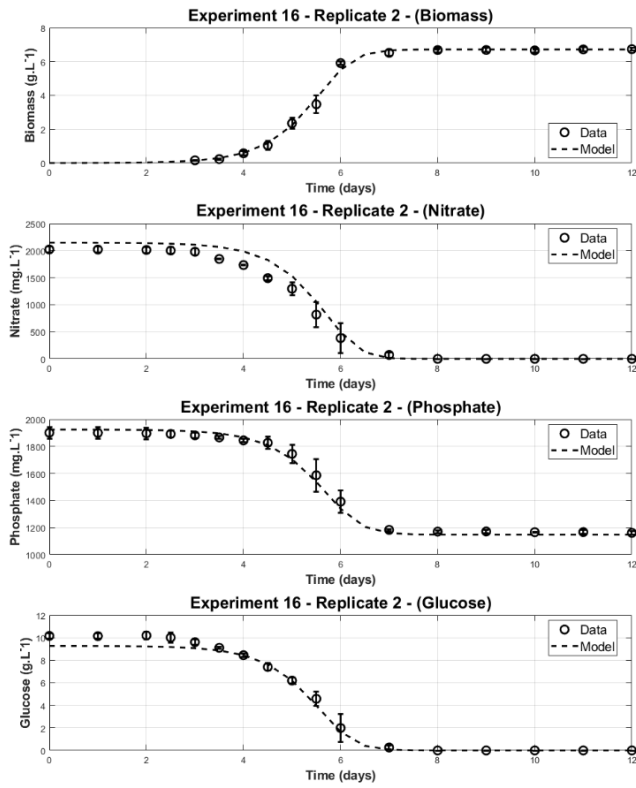 Experiment 16 - Replicate 2 - (Biomass)
8
6
4
2
0
Biomass (g.L⁻1)
Data
Model
0 2 4 6 8 10 12
Time (days)
Experiment 16 - Replicate 2 - (Nitrate)
2500
2000
1500
1000
500
0
Nitrate (mg.L⁻1)
Data
Model
0 2 4 6 8 10 12
Time (days)
Experiment 16 - Replicate 2 - (Phosphate)
2000
1800
1600
1400
1200
1000
Phosphate (mg.L⁻1)
Data
Model
0 2 4 6 8 10 12
Time (days)
Experiment 16 - Replicate 2 - (Glucose)
12
10
8
6
4
2
0
Glucose (g.L⁻1)
Data
Model
0 2 4 6 8 10 12
Time (days)